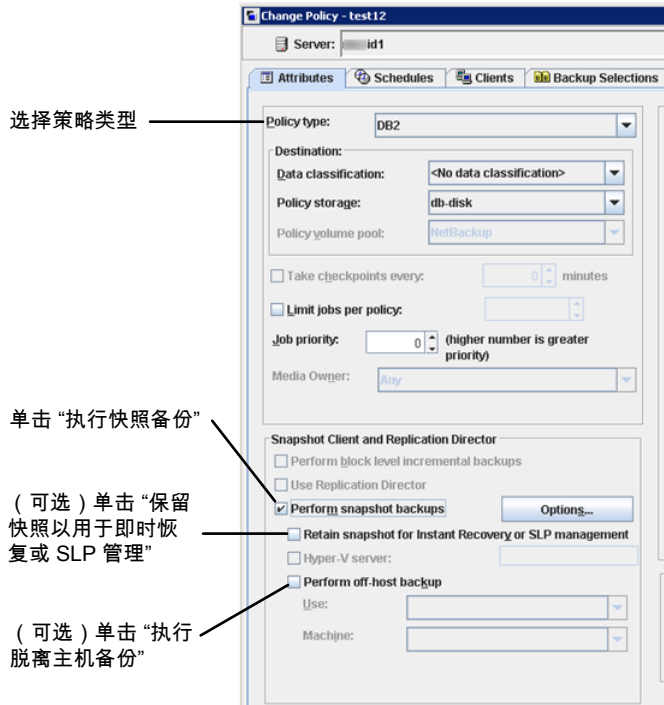 Change Policy - test12
Server: id1
Attributes Schedules Clients Backup Selections
选择策略类型
Policy type: DB2
Destination:
Data classification: <No data classification>
Policy storage: db-disk
Policy volume pool: NetBackup
Take checkpoints every: 0 minutes
Limit jobs per policy:
Job priority: 0 (higher number is greater
priority)
Media Owner: Any
单击 “执行快照备份”
Snapshot Client and Replication Director
Perform block level incremental backups
Use Replication Director
Perform snapshot backups Options...
（可选）单击 “保留
快照以用于即时恢
复或 SLP 管理”
Retain snapshot for Instant Recovery or SLP management
Hyper-V server:
Perform off-host backup
Use:
Machine:
（可选）单击 “执行
脱离主机备份”